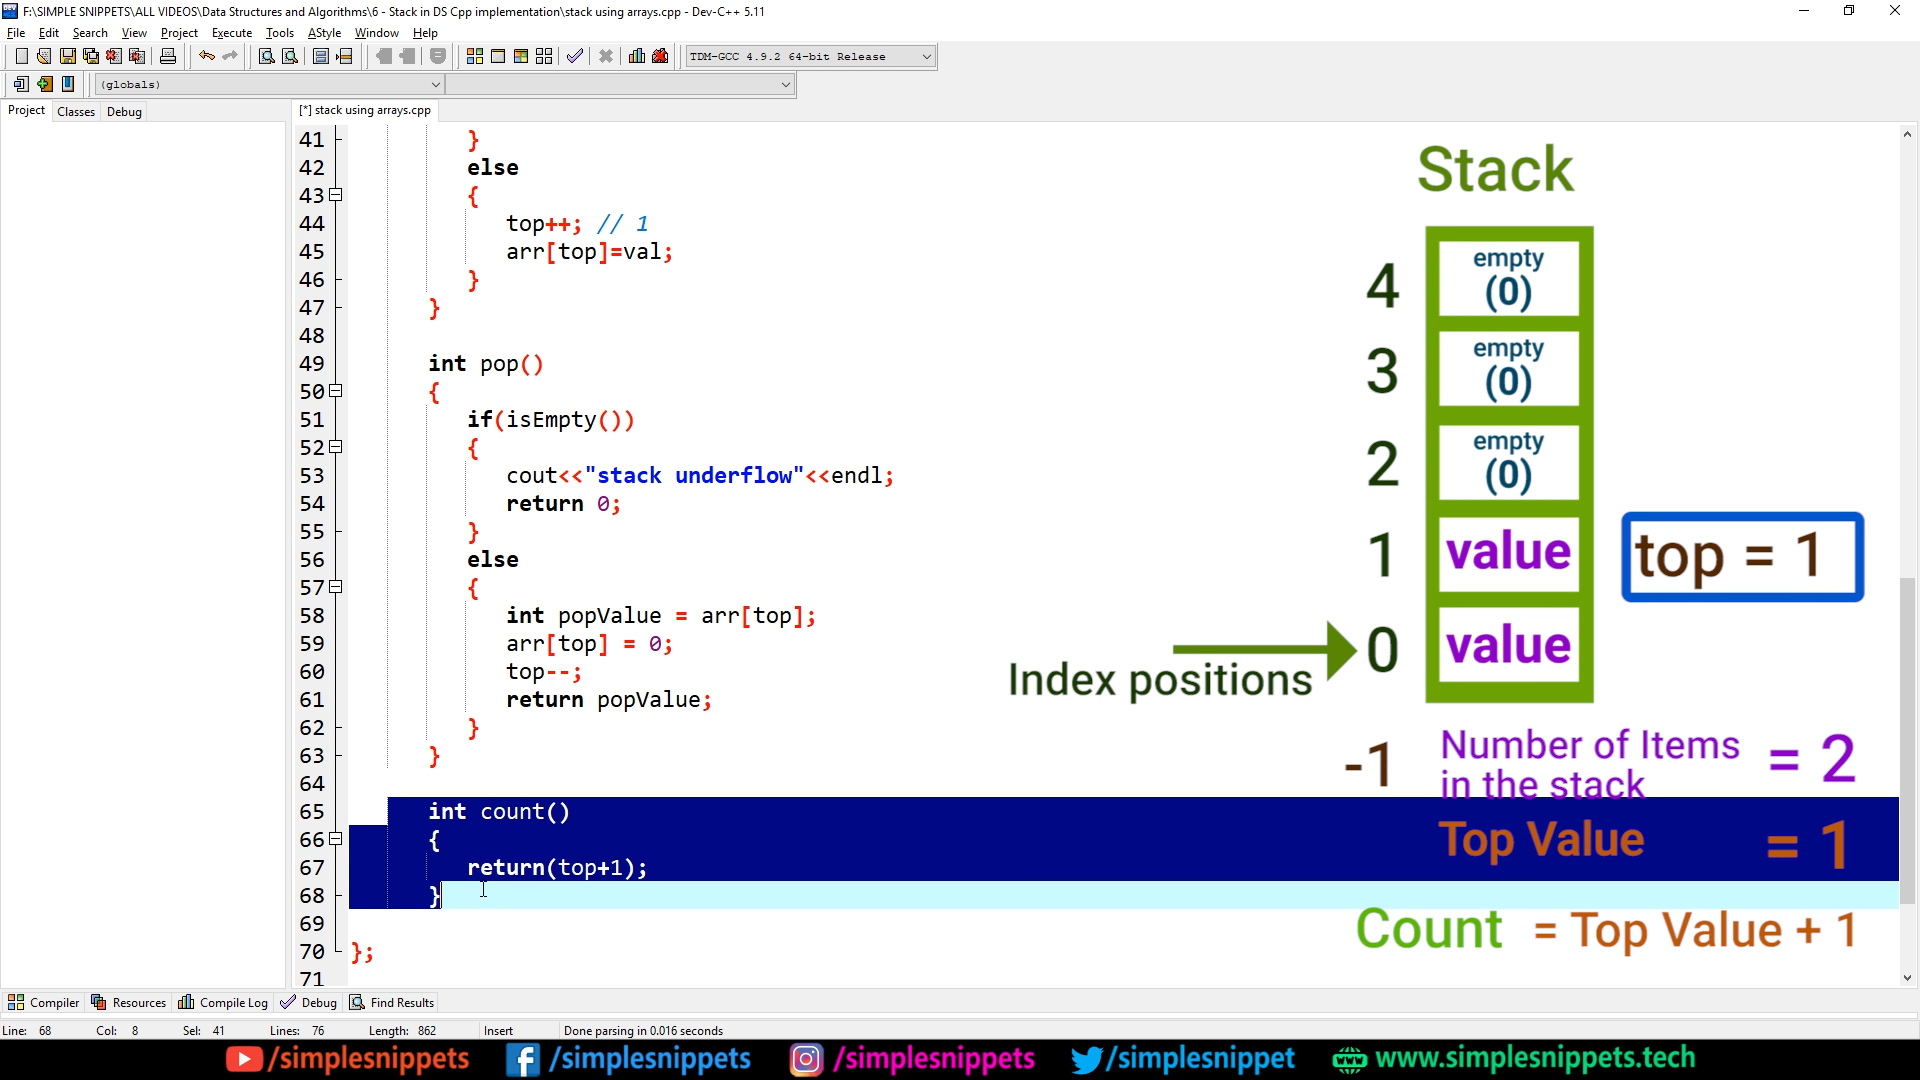 F:\SIMPLE SNIPPETS\ALL VIDEOS\Data Structures and Algorithms\6 - Stack in DS Cpp implementation\stack using arrays.cpp - Dev-C++ 5.11
File Edit Search View Project Execute Tools AStyle Window Help
TDM-GCC 4.9.2 64-bit Release
(globals)
Project Classes Debug
[*] stack using arrays.cpp
41 }
42 else
43 {
44 top++; // 1
45 arr[top]=val;
46 }
47 }
48
49 int pop()
50 {
51 if(isEmpty())
52 {
53 cout<<"stack underflow"<<endl;
54 return 0;
55 }
56 else
57 {
58 int popValue = arr[top];
59 arr[top] = 0;
60 top--;
61 return popValue;
62 }
63 }
64
65 int count()
66 {
67 return(top+1);
68 }
69
70 };
71
Stack
4 empty (0)
3 empty (0)
2 empty (0)
1 value top = 1
0 value
Index positions
-1
Number of Items in the stack = 2
Top Value = 1
Count = Top Value + 1
Compiler Resources Compile Log Debug Find Results
Line: 68 Col: 8 Sel: 41 Lines: 76 Length: 862 Insert Done parsing in 0.016 seconds
/simplesnippets /simplesnippets /simplesnippets /simplesnippet www.simplesnippets.tech